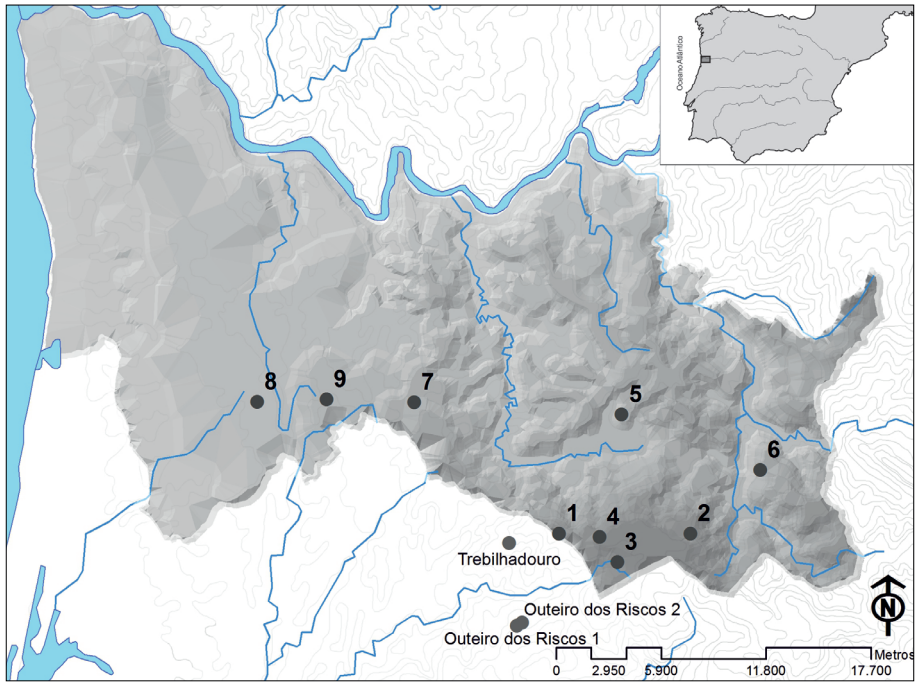 Oceano Atlântico
8
9
7
5
6
1
4
2
3
Trebilhadouro
Outeiro dos Riscos 2
Outeiro dos Riscos 1
N
Metros
0 2.950 5.900 11.800 17.700